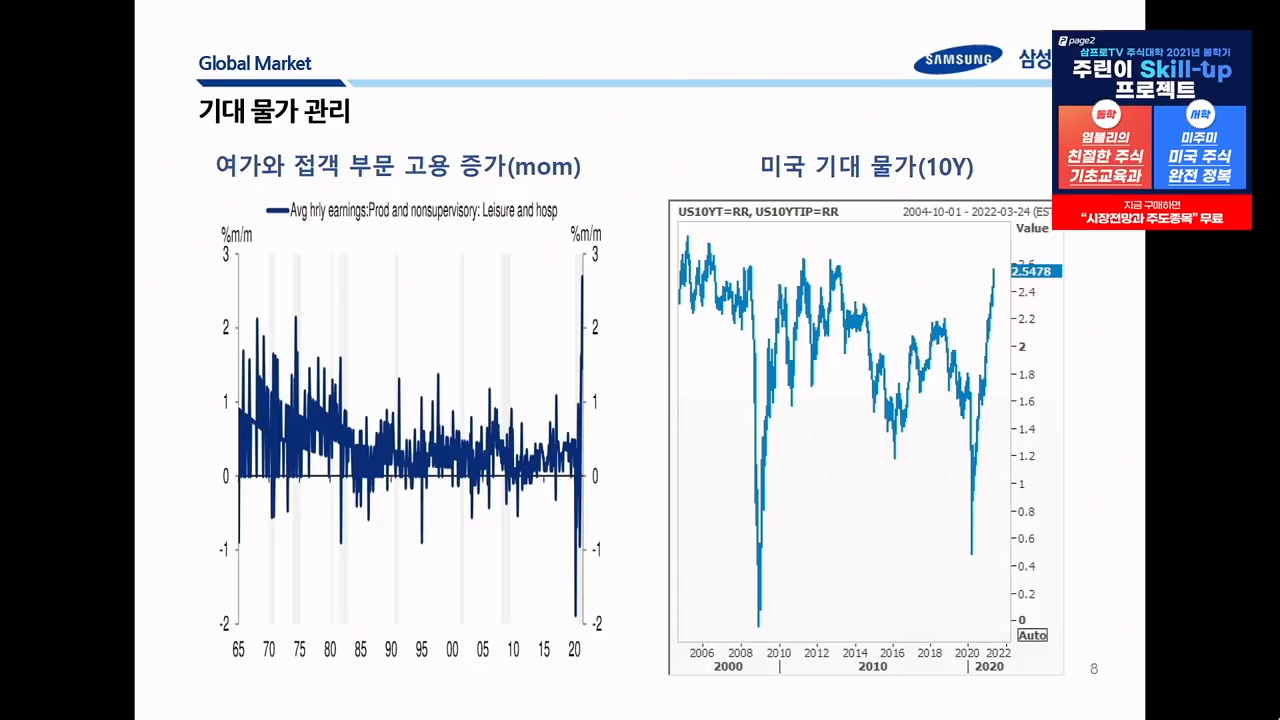 Global Market
SAMSUNG 삼성
기대 물가 관리
여가와 접객 부문 고용 증가(mom)
Avg hrly earnings:Prod and nonsupervisory: Leisure and hosp
%m/m %m/m
3 3
2 2
1 1
0 0
-1 -1
-2 -2
65 70 75 80 85 90 95 00 05 10 15 20
미국 기대 물가(10Y)
US10YT=RR, US10YTIP=RR 2004-10-01 - 2022-03-24 (EST
Value
2.6
2.5478
2.4
2.2
2
1.8
1.6
1.4
1.2
1
0.8
0.6
0.4
0.2
0
Auto
2006 2008 2010 2012 2014 2016 2018 2020 2022
2000 2010 2020
8
page2
삼프로TV 주식대학 2021년 봄학기
주린이 Skill-up
프로젝트
동학
염블리의
친절한 주식
기초교육과
서학
미주미
미국 주식
완전 정복
지금 구매하면
“시장전망과 주도종목” 무료